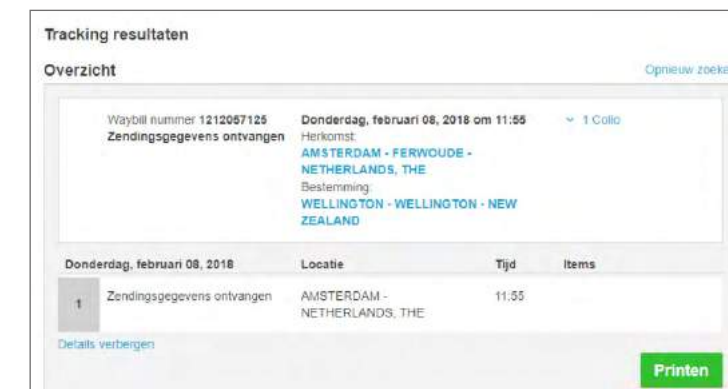 Tracking resultaten
Overzicht
Opnieuw zoeke
Waybill nummer 1212057125
Zendingsgegevens ontvangen
Donderdag, februari 08, 2018 om 11:55
Herkomst:
AMSTERDAM - FERWOUDE -
NETHERLANDS, THE
Bestemming:
WELLINGTON - WELLINGTON - NEW
ZEALAND
1 Collo
Donderdag, februari 08, 2018 Locatie Tijd Items
1 Zendingsgegevens ontvangen AMSTERDAM - 11:55
NETHERLANDS, THE
Details verbergen
Printen